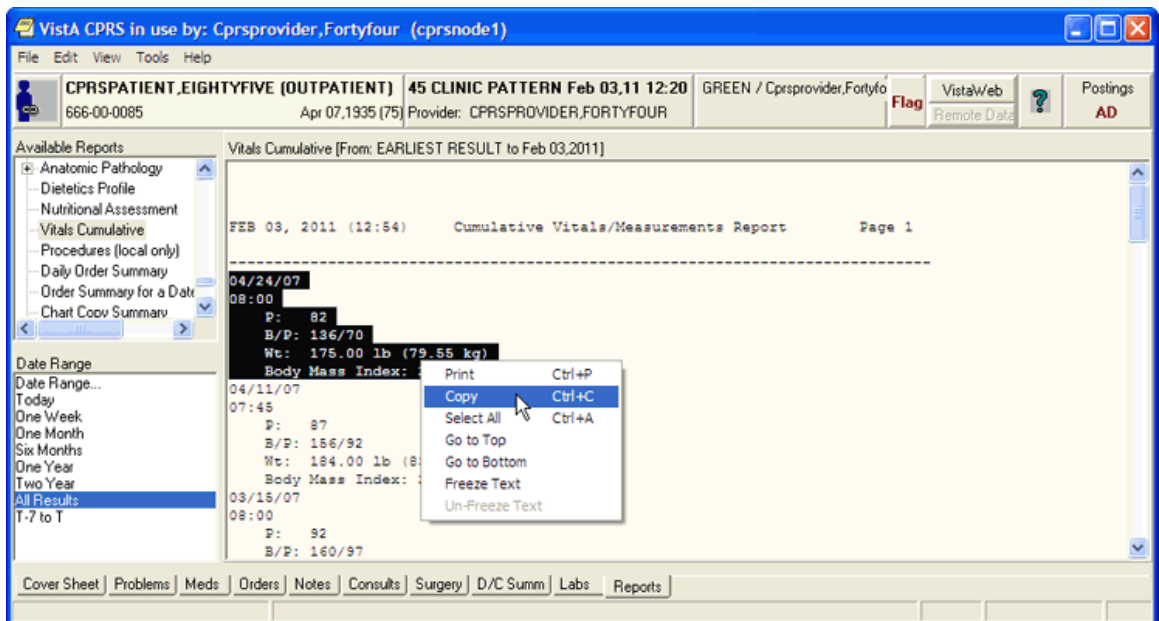 VistA CPRS in use by: Cprsprovider,Fortyfour (cprsnode1)
File Edit View Tools Help
CPRSPATIENT,EIGHTYFIVE (OUTPATIENT)
666-00-0085 Apr 07,1935 (75)
45 CLINIC PATTERN Feb 03,11 12:20
Provider: CPRSPROVIDER,FORTYFOUR
GREEN / Cprsprovider,Fortyfo
Flag
VistaWeb
Remote Data
?
Postings
AD
Available Reports
Anatomic Pathology
Dietetics Profile
Nutritional Assessment
Vitals Cumulative
Procedures (local only)
Daily Order Summary
Order Summary for a Date
Chart Copy Summary
Date Range
Date Range...
Today
One Week
One Month
Six Months
One Year
Two Year
All Results
T-7 to T
Vitals Cumulative [From: EARLIEST RESULT to Feb 03,2011]
FEB 03, 2011 (12:54) Cumulative Vitals/Measurements Report Page 1
-------------------------------------------------------------------------------
04/24/07
08:00
P: 82
B/P: 136/70
Wt: 175.00 lb (79.55 kg)
Body Mass Index:
04/11/07
07:45
P: 87
B/P: 156/92
Wt: 184.00 lb (8
Body Mass Index:
03/15/07
08:00
P: 92
B/P: 160/97
Print Ctrl+P
Copy Ctrl+C
Select All Ctrl+A
Go to Top
Go to Bottom
Freeze Text
Un-Freeze Text
Cover Sheet Problems Meds Orders Notes Consults Surgery D/C Summ Labs Reports